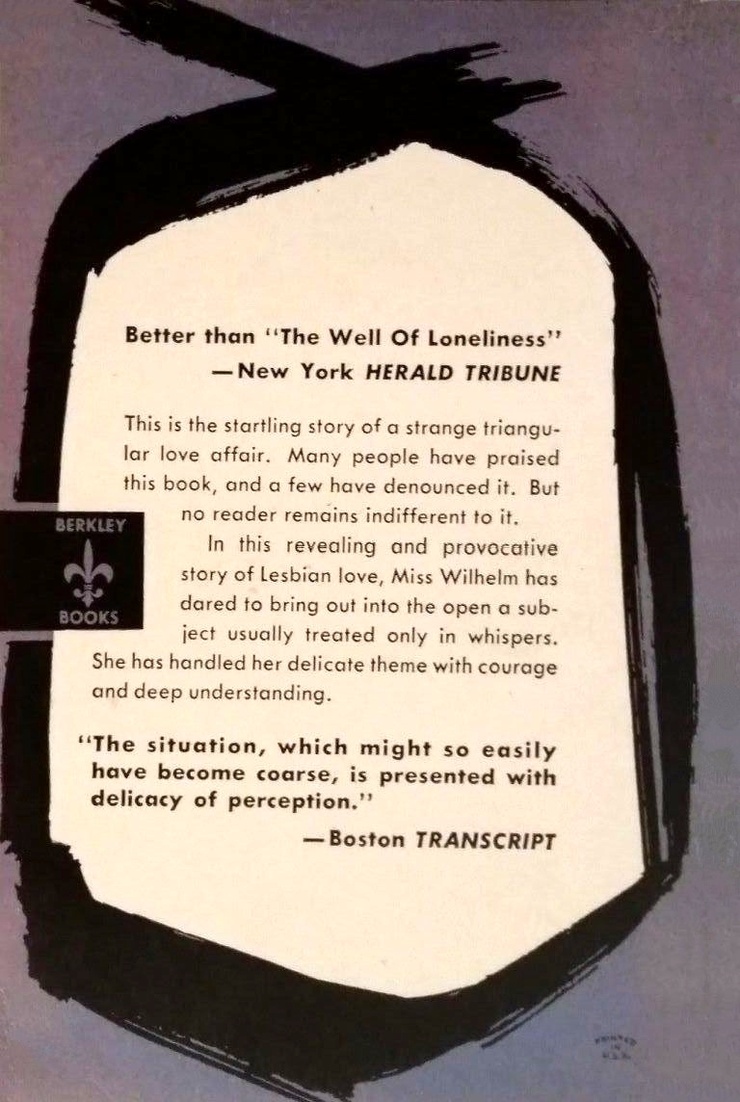 Better than "The Well Of Loneliness"
—New York HERALD TRIBUNE
This is the startling story of a strange triangu-
lar love affair. Many people have praised
this book, and a few have denounced it. But
no reader remains indifferent to it.
In this revealing and provocative
story of Lesbian love, Miss Wilhelm has
dared to bring out into the open a sub-
ject usually treated only in whispers.
She has handled her delicate theme with courage
and deep understanding.
"The situation, which might so easily
have become coarse, is presented with
delicacy of perception."
—Boston TRANSCRIPT
BERKLEY
BOOKS
PRINTED
IN
U.S.A.